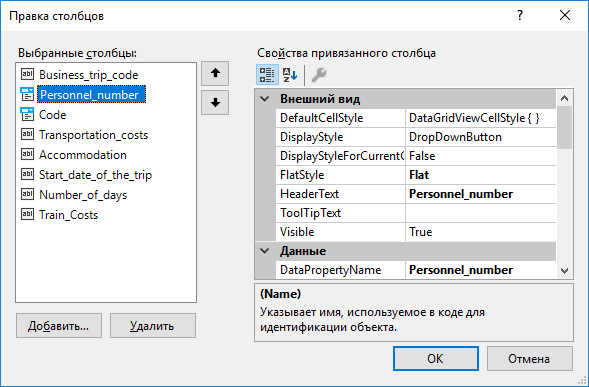 Правка столбцов
?
Выбранные столбцы:
Business_trip_code
Personnel_number
Code
Transportation_costs
Accommodation
Start_date_of_the_trip
Number_of_days
Train_Costs
Добавить...
Удалить
Свойства привязанного столбца
Внешний вид
DefaultCellStyle DataGridViewCellStyle { }
DisplayStyle DropDownButton
DisplayStyleForCurrentC False
FlatStyle Flat
HeaderText Personnel_number
ToolTipText
Visible True
Данные
DataPropertyName Personnel_number
(Name)
Указывает имя, используемое в коде для
идентификации объекта.
OK
Отмена